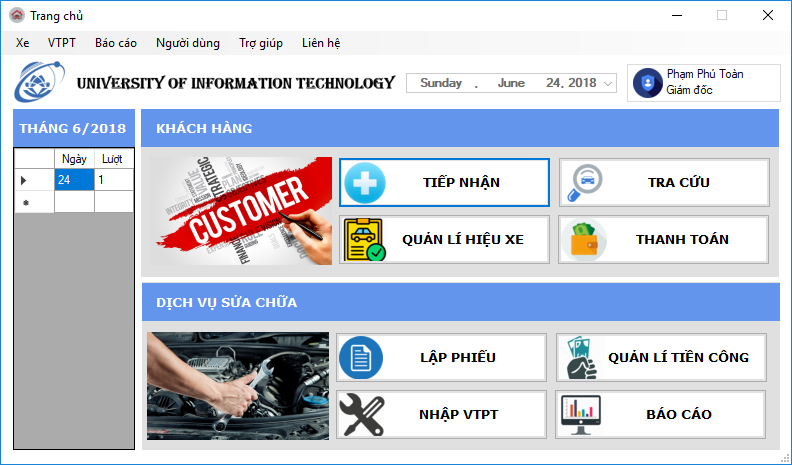 Trang chủ
Xe VTPT Báo cáo Người dùng Trợ giúp Liên hệ
UNIVERSITY OF INFORMATION TECHNOLOGY
Sunday , June 24, 2018
Phạm Phú Toàn
Giám đốc
THÁNG 6/2018
Ngày Lượt
24 1
KHÁCH HÀNG
STRATEGIC
CUSTOMER
TIẾP NHẬN
TRA CỨU
QUẢN LÍ HIỆU XE
THANH TOÁN
DỊCH VỤ SỬA CHỮA
LẬP PHIẾU
QUẢN LÍ TIỀN CÔNG
NHẬP VTPT
BÁO CÁO